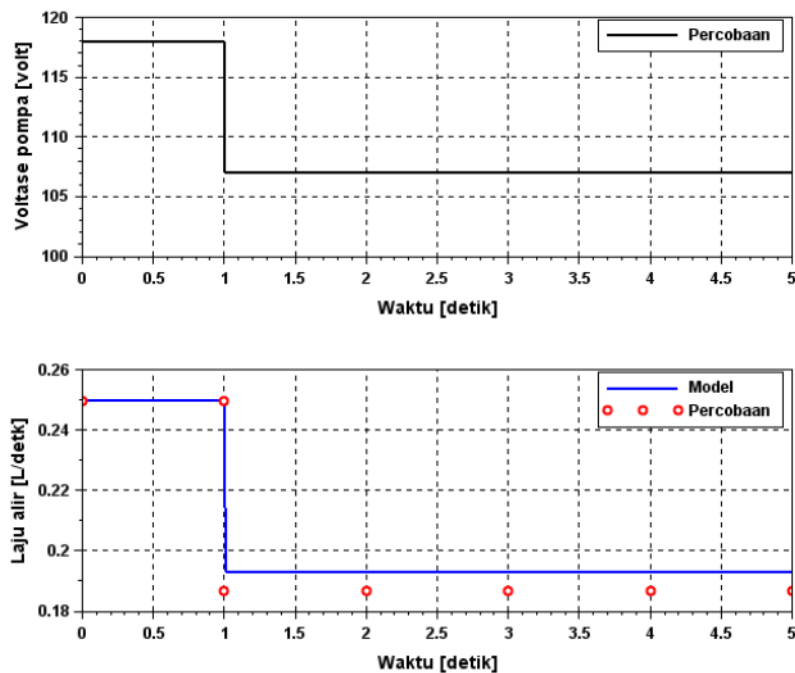 120
115
110
105
100
Voltase pompa [volt]
Percobaan
0 0.5 1 1.5 2 2.5 3 3.5 4 4.5 5
Waktu [detik]
0.26
0.24
0.22
0.2
0.18
Laju alir [L/detk]
Model
Percobaan
0 0.5 1 1.5 2 2.5 3 3.5 4 4.5 5
Waktu [detik]